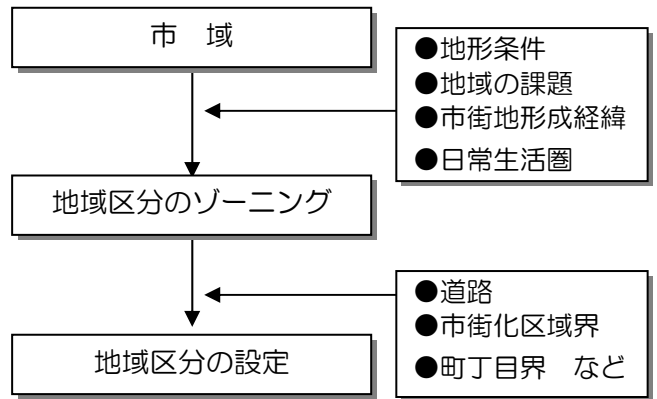 市　域
●地形条件
●地域の課題
●市街地形成経緯
●日常生活圏
地域区分のゾーニング
●道路
●市街化区域界
●町丁目界　など
地域区分の設定